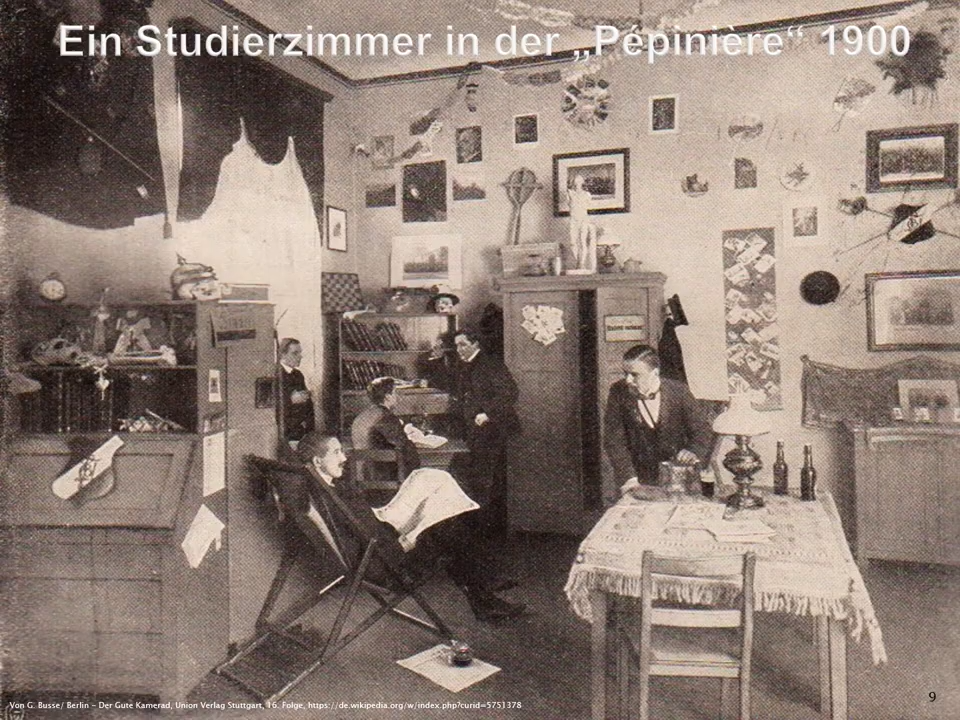 Ein Studierzimmer in der „Pépinière“ 1900
9
Von G. Busse/ Berlin - Der Gute Kamerad, Union Verlag Stuttgart, 16. Folge, https://de.wikipedia.org/w/index.php?curid=5751378